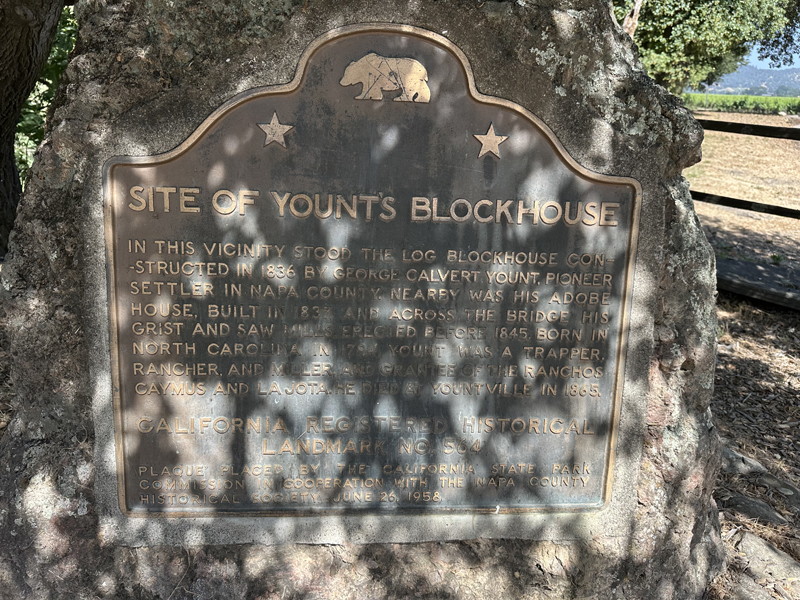 SITE OF YOUNT'S BLOCKHOUSE
IN THIS VICINITY STOOD THE LOG BLOCKHOUSE CON-
-STRUCTED IN 1836 BY GEORGE CALVERT YOUNT, PIONEER
SETTLER IN NAPA COUNTY. NEARBY WAS HIS ADOBE
HOUSE, BUILT IN AND ACROSS THE BRIDGE HIS
GRIST AND SAW MILLS ERECTED BEFORE 1845. BORN IN
NORTH CAROLINA IN 1794 YOUNT WAS A TRAPPER,
RANCHER, AND MILLER, AND GRANTEE OF THE RANCHOS
CAYMUS AND LA JOTA. HE DIED AT YOUNTVILLE IN 1865.
CALIFORNIA REGISTERED HISTORICAL
LANDMARK NO. 564
PLAQUE PLACED BY THE CALIFORNIA STATE PARK
COMMISSION IN COOPERATION WITH THE NAPA COUNTY
HISTORICAL SOCIETY, JUNE 26, 1958.